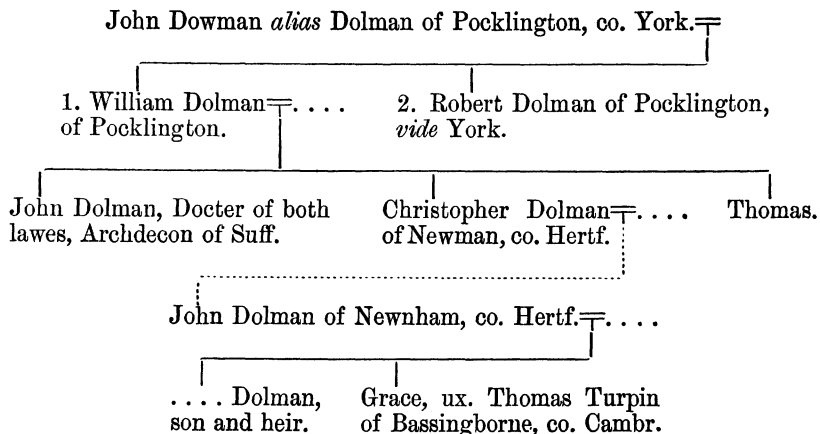 John Dowman alias Dolman of Pocklington, co. York.
1. William Dolman=.... 2. Robert Dolman of Pocklington,
of Pocklington. vide York.
John Dolman, Docter of both Christopher Dolman=.... Thomas.
lawes, Archdecon of Suff. of Newman, co. Hertf.
John Dolman of Newnham, co. Hertf.=....
.... Dolman, Grace, ux. Thomas Turpin
son and heir. of Bassingborne, co. Cambr.